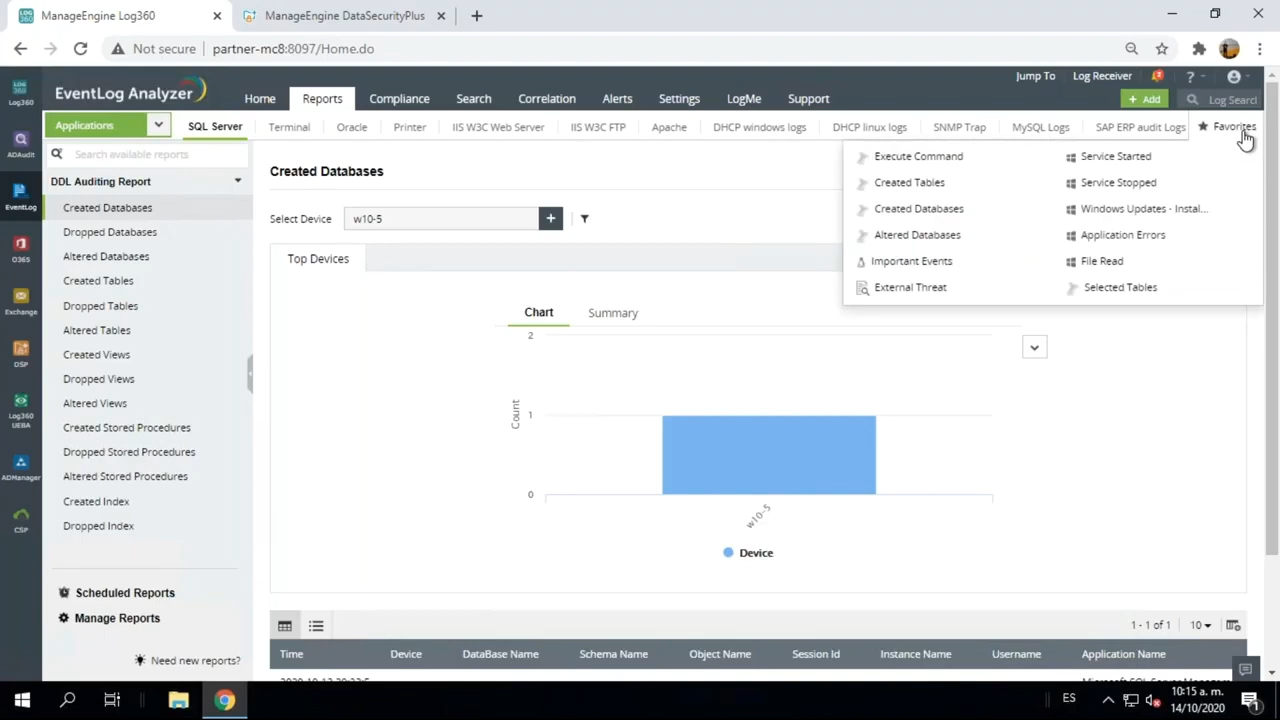 ManageEngine Log360
ManageEngine DataSecurityPlus
Not secure | partner-mc8:8097/Home.do
Jump To Log Receiver
EventLog Analyzer
Home Reports Compliance Search Correlation Alerts Settings LogMe Support
+ Add Log Search
Applications SQL Server Terminal Oracle Printer IIS W3C Web Server IIS W3C FTP Apache DHCP windows logs DHCP linux logs SNMP Trap MySQL Logs SAP ERP audit Logs Favorites
Log360
ADAudit
EventLog
O365
Exchange
DSP
Log360 UEBA
ADManager
CSP
Search available reports
DDL Auditing Report
Created Databases
Dropped Databases
Altered Databases
Created Tables
Dropped Tables
Altered Tables
Created Views
Dropped Views
Altered Views
Created Stored Procedures
Dropped Stored Procedures
Altered Stored Procedures
Created Index
Dropped Index
Scheduled Reports
Manage Reports
Need new reports?
Created Databases
Select Device w10-5 +
Top Devices
Execute Command Service Started
Created Tables Service Stopped
Created Databases Windows Updates - Instal...
Altered Databases Application Errors
Important Events File Read
External Threat Selected Tables
Chart Summary
2
1
0
Count
w10-5
Device
1 - 1 of 1 10
Time Device DataBase Name Schema Name Object Name Session Id Instance Name Username Application Name
ES
10:15 a. m.
14/10/2020
1